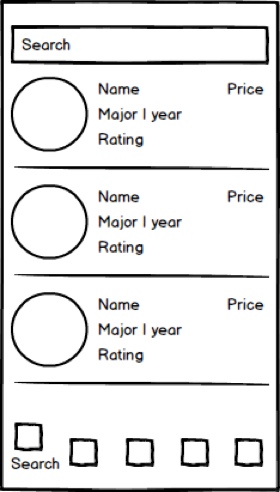 Search
Name Price
Major | year
Rating
Name Price
Major | year
Rating
Name Price
Major | year
Rating
Search